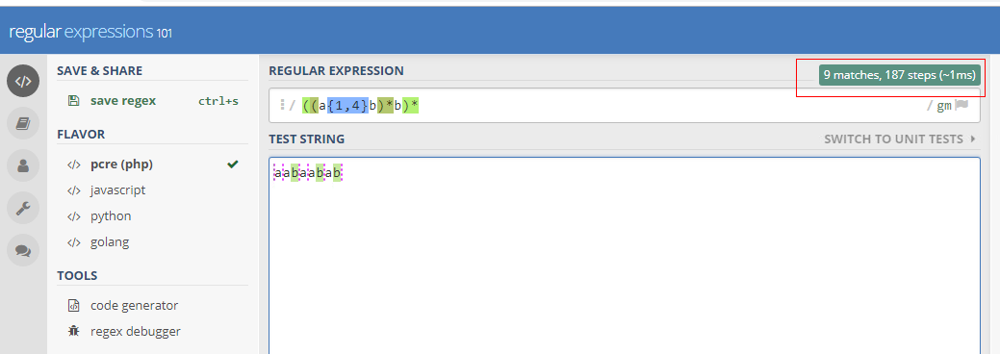 regular expressions 101
SAVE & SHARE
save regex ctrl+s
FLAVOR
pcre (php)
javascript
python
golang
TOOLS
code generator
regex debugger
REGULAR EXPRESSION
9 matches, 187 steps (~1ms)
/ ((a{1,4}b)*b)* / gm
TEST STRING
SWITCH TO UNIT TESTS
aabaabab